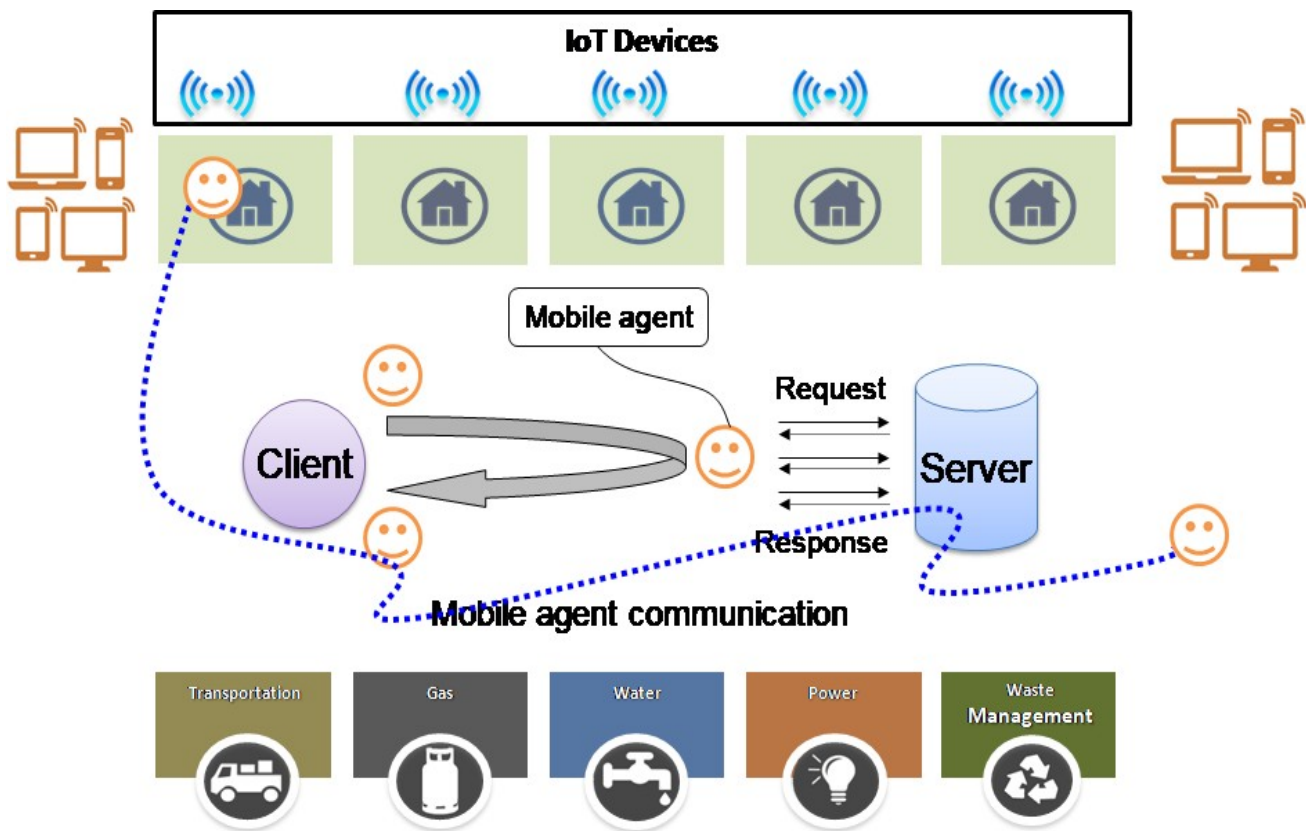 IoT Devices
Mobile agent
Request
Client
Server
Response
Mobile agent communication
Transportation
Gas
Water
Power
Waste
Management